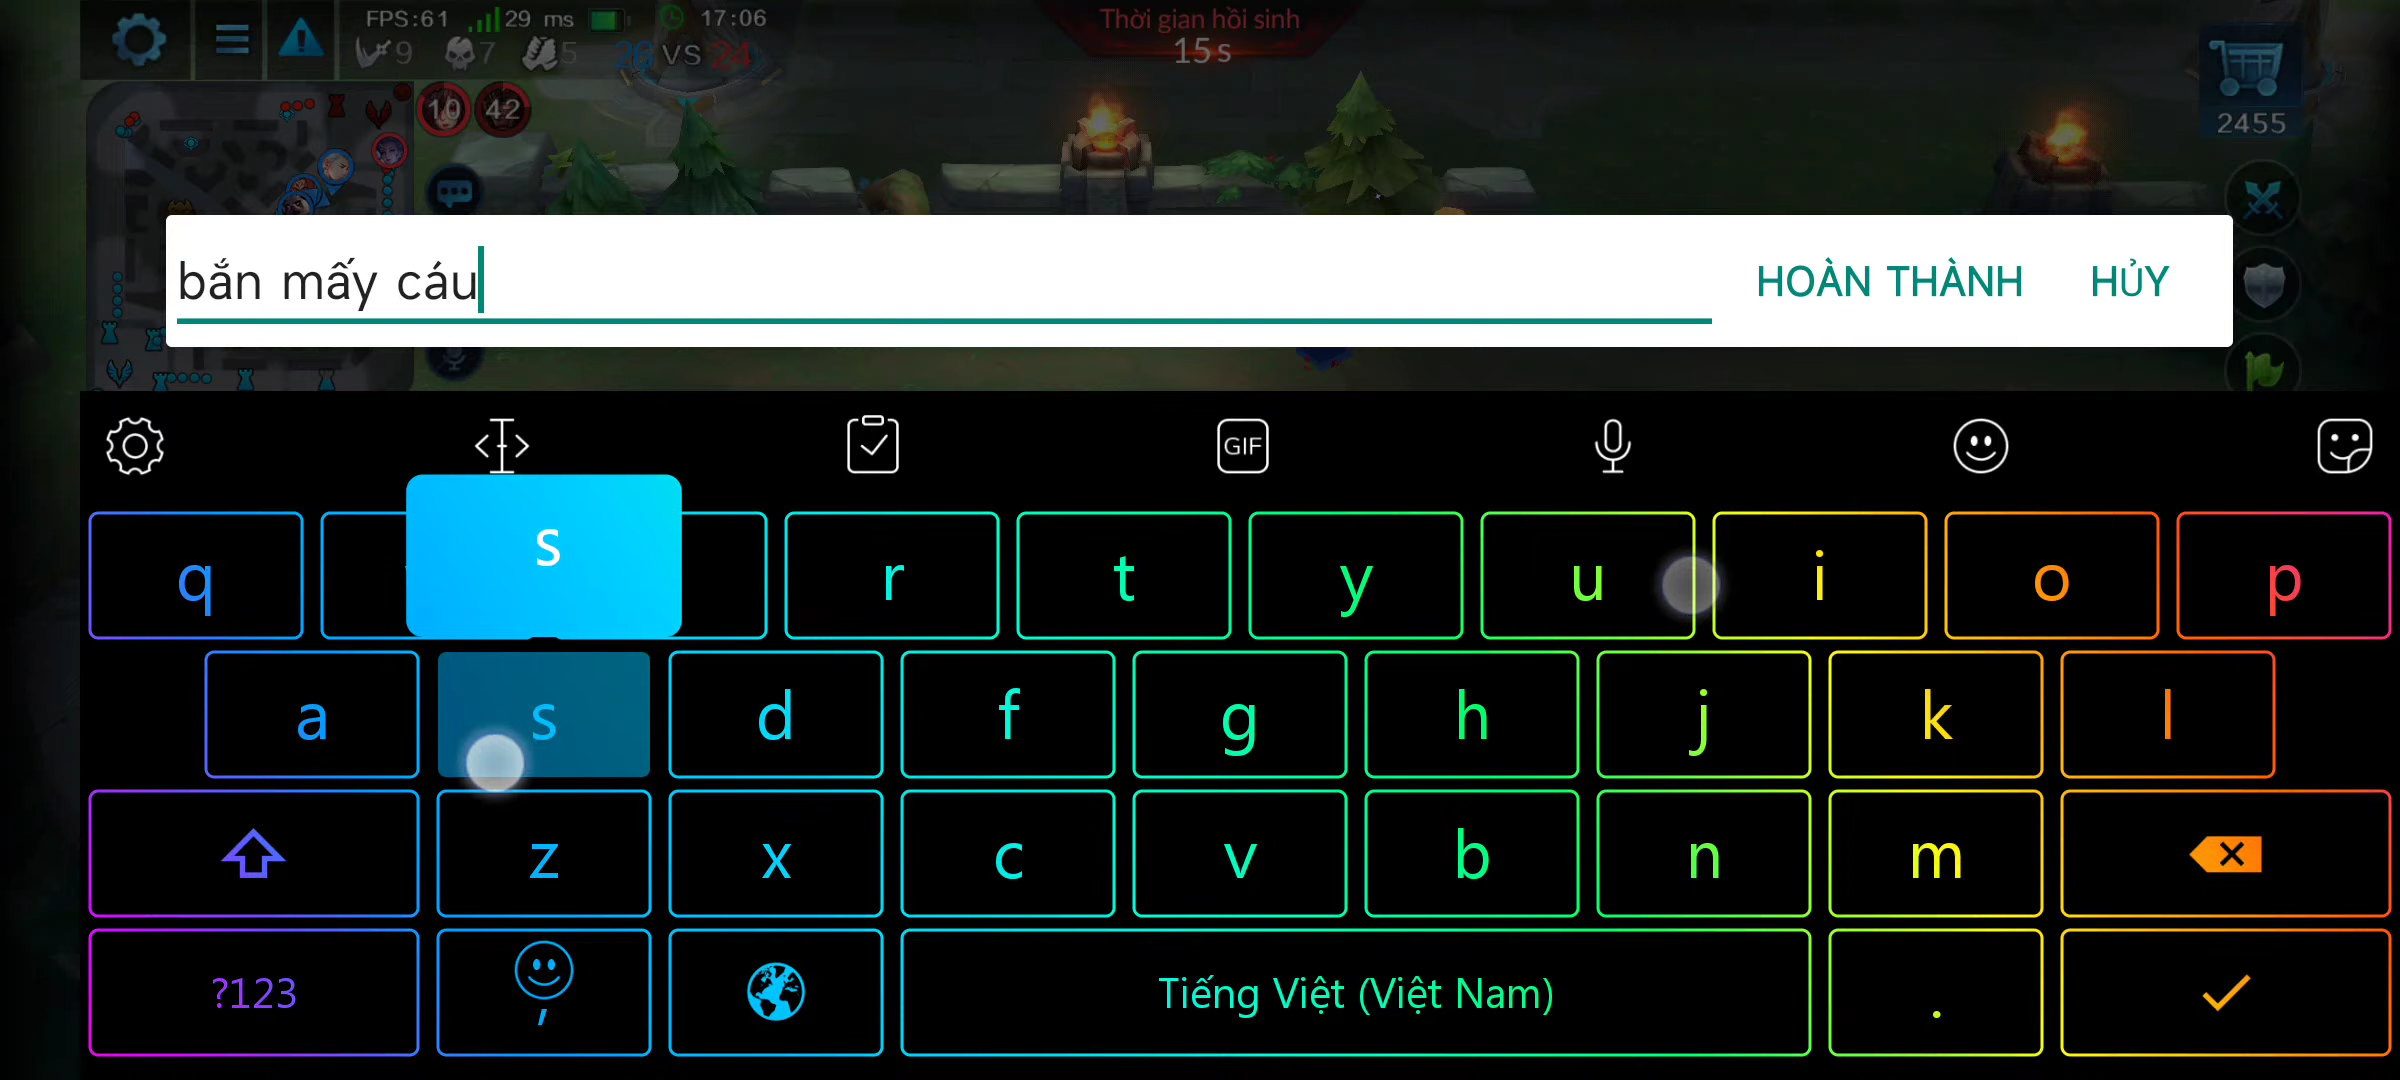 FPS:61 29 ms 17:06
9 7 5 26 VS 24
Thời gian hồi sinh
15s
10 42
2455
bắn mấy cáu HOÀN THÀNH HỦY
GIF
s
q r t y u i o p
a s d f g h j k l
z x c v b n m
?123 , Tiếng Việt (Việt Nam) .